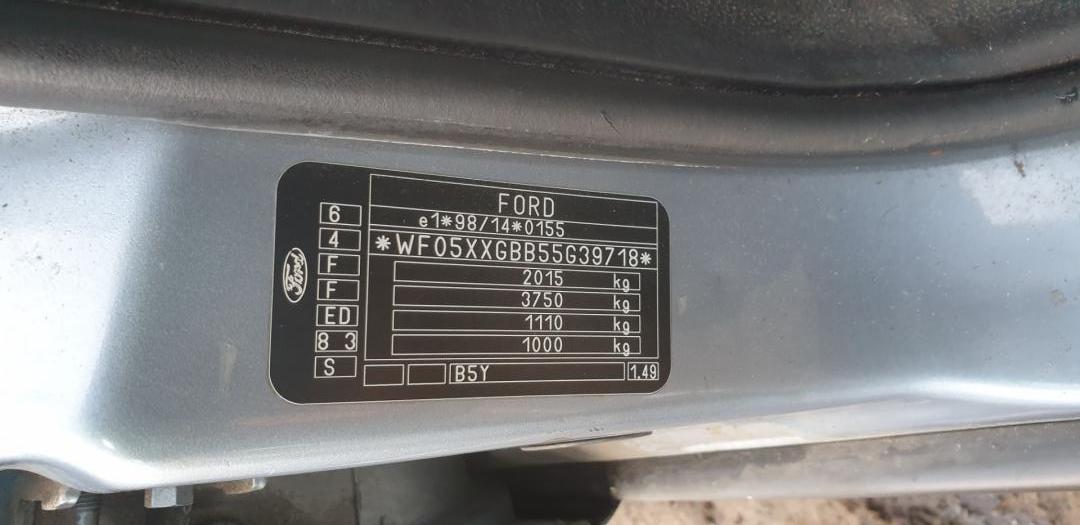 FORD
e1*98/14*0155
*WF05XXGBB55G39718*
2015 kg
3750 kg
1110 kg
1000 kg
B5Y 1.49
6
4
F
F
ED
8 3
S
Ford